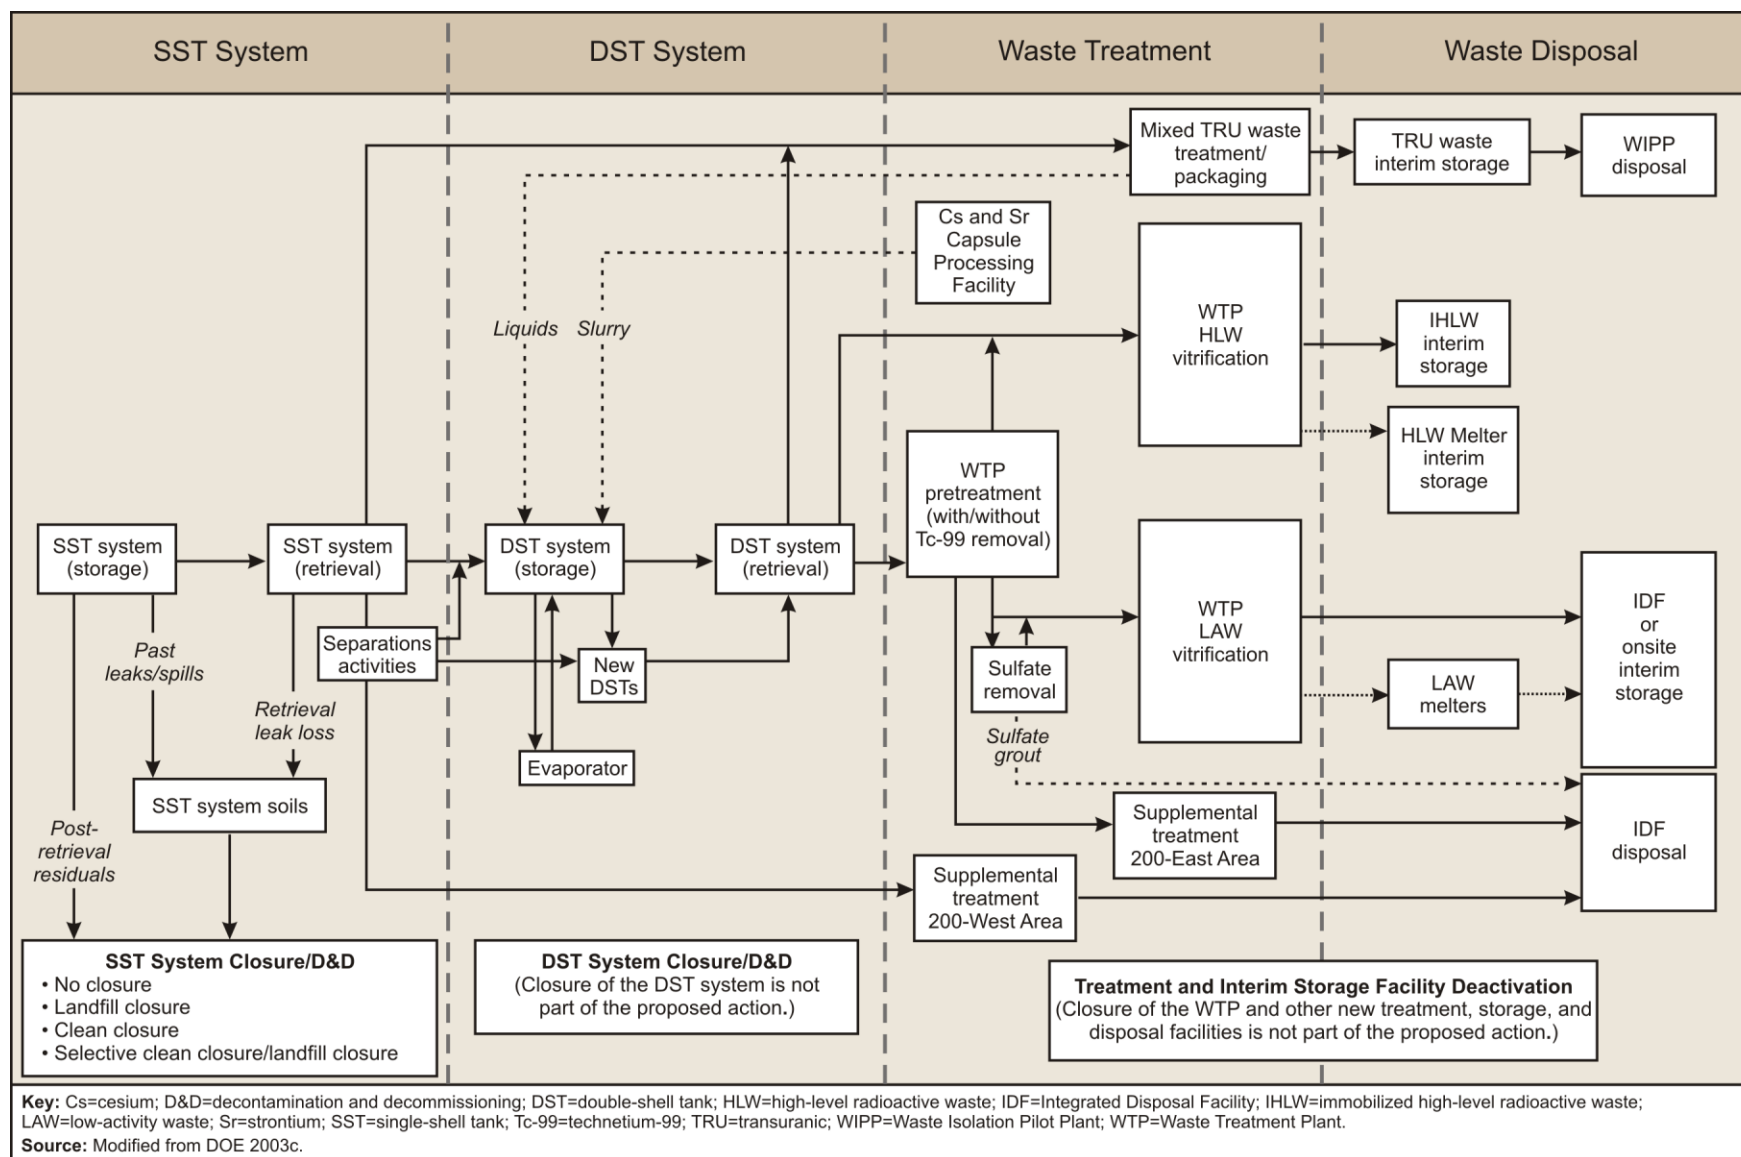 SST System
DST System
Waste Treatment
Waste Disposal
Mixed TRU waste
treatment/
packaging
TRU waste
interim storage
WIPP
disposal
Cs and Sr
Capsule
Processing
Facility
Liquids
Slurry
WTP
HLW
vitrification
IHLW
interim
storage
HLW Melter
interim
storage
WTP
pretreatment
(with/without
Tc-99 removal)
SST system
(storage)
SST system
(retrieval)
DST system
(storage)
DST system
(retrieval)
Separations
activities
New
DSTs
Evaporator
Past
leaks/spills
Retrieval
leak loss
SST system soils
Post-
retrieval
residuals
Sulfate
removal
Sulfate
grout
WTP
LAW
vitrification
LAW
melters
IDF
or
onsite
interim
storage
Supplemental
treatment
200-East Area
Supplemental
treatment
200-West Area
IDF
disposal
SST System Closure/D&D
• No closure
• Landfill closure
• Clean closure
• Selective clean closure/landfill closure
DST System Closure/D&D
(Closure of the DST system is not
part of the proposed action.)
Treatment and Interim Storage Facility Deactivation
(Closure of the WTP and other new treatment, storage, and
disposal facilities is not part of the proposed action.)
Key: Cs=cesium; D&D=decontamination and decommissioning; DST=double-shell tank; HLW=high-level radioactive waste; IDF=Integrated Disposal Facility; IHLW=immobilized high-level radioactive waste;
LAW=low-activity waste; Sr=strontium; SST=single-shell tank; Tc-99=technetium-99; TRU=transuranic; WIPP=Waste Isolation Pilot Plant; WTP=Waste Treatment Plant.
Source: Modified from DOE 2003c.